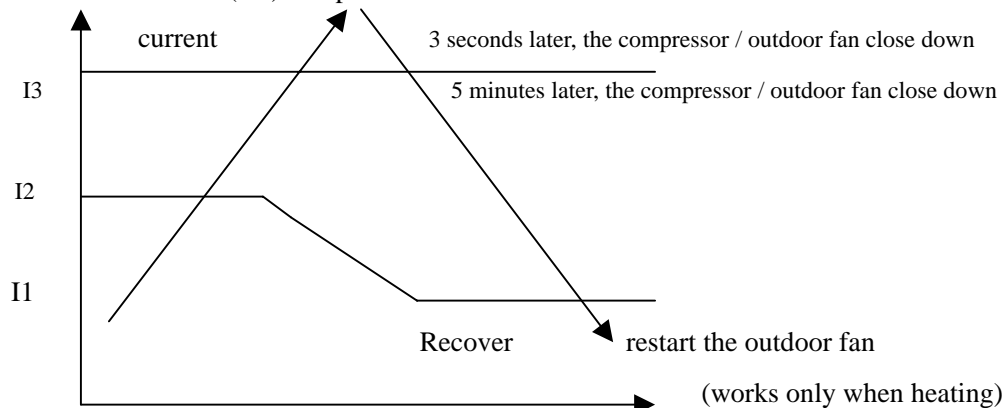 current
3 seconds later, the compressor / outdoor fan close down
I3
5 minutes later, the compressor / outdoor fan close down
I2
I1
Recover
restart the outdoor fan
(works only when heating)